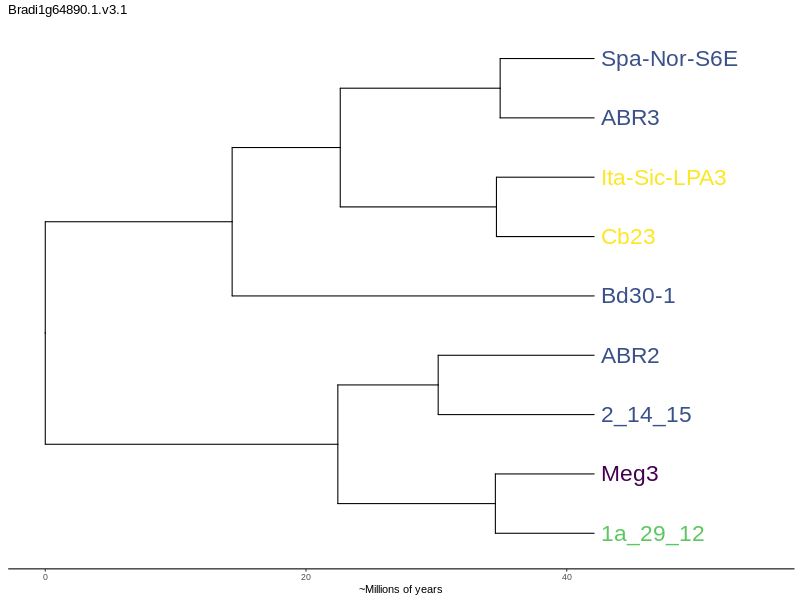 Bradi1g64890.1.v3.1
Spa-Nor-S6E
ABR3
Ita-Sic-LPA3
Cb23
Bd30-1
ABR2
2_14_15
Meg3
1a_29_12
0 20 40
~Millions of years